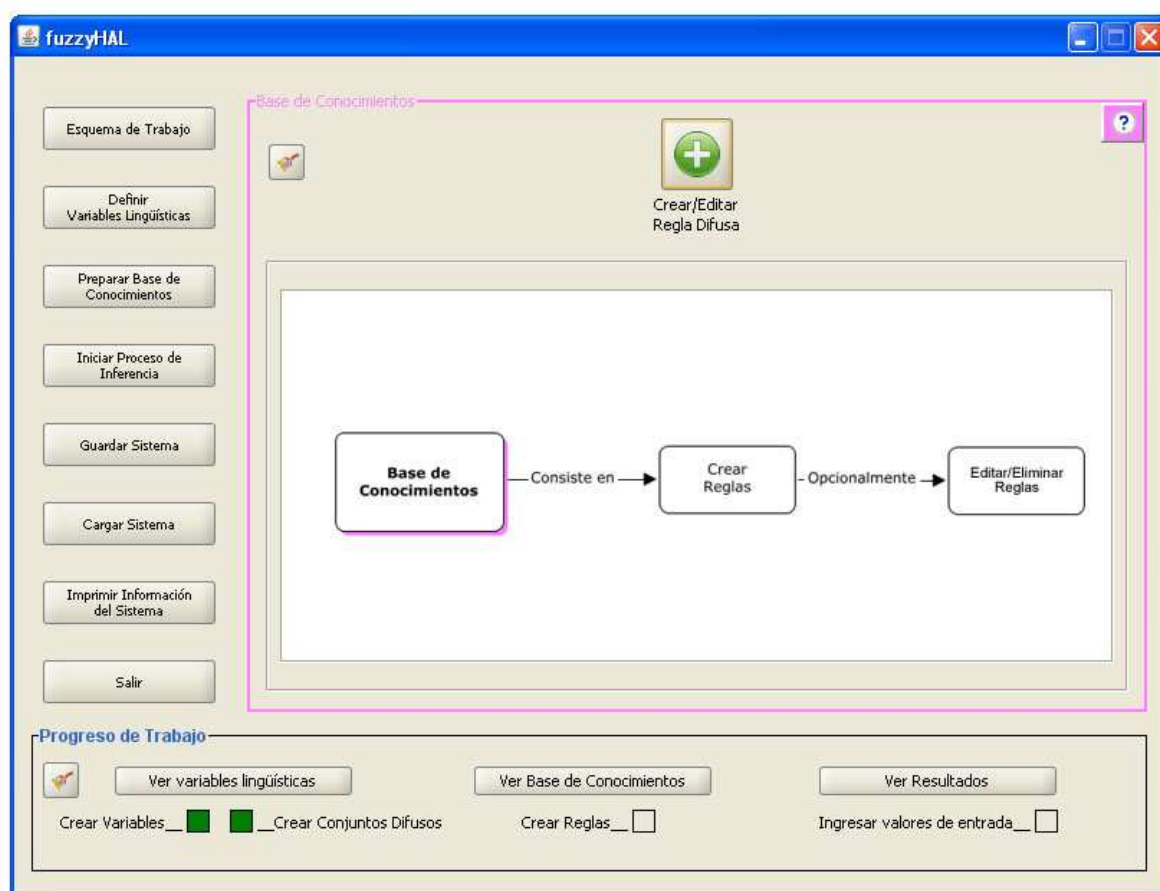 fuzzyHAL
Esquema de Trabajo
Definir
Variables Lingüísticas
Preparar Base de
Conocimientos
Iniciar Proceso de
Inferencia
Guardar Sistema
Cargar Sistema
Imprimir Información
del Sistema
Salir
Base de Conocimientos
?
Crear/Editar
Regla Difusa
Base de
Conocimientos
Consiste en
Crear
Reglas
Opcionalmente
Editar/Eliminar
Reglas
Progreso de Trabajo
Ver variables lingüísticas
Ver Base de Conocimientos
Ver Resultados
Crear Variables__
__Crear Conjuntos Difusos
Crear Reglas__
Ingresar valores de entrada__